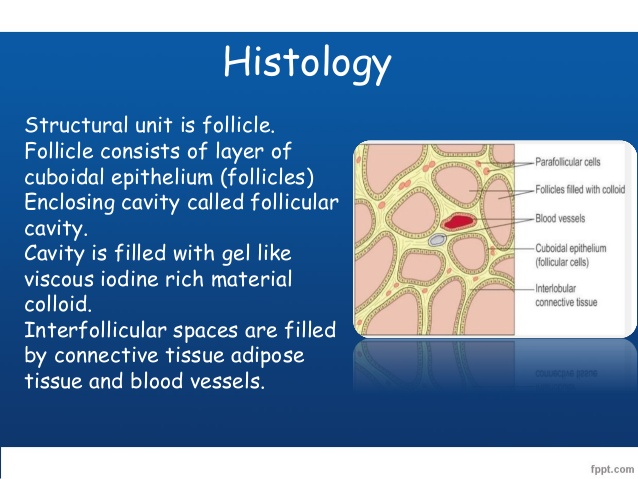 Histology
Structural unit is follicle.
Follicle consists of layer of
cuboidal epithelium (follicles)
Enclosing cavity called follicular
cavity.
Cavity is filled with gel like
viscous iodine rich material
colloid.
Interfollicular spaces are filled
by connective tissue adipose
tissue and blood vessels.
Parafollicular cells
Follicles filled with colloid
Blood vessels
Cuboidal epithelium
(follicular cells)
Interlobular
connective tissue
fppt.com